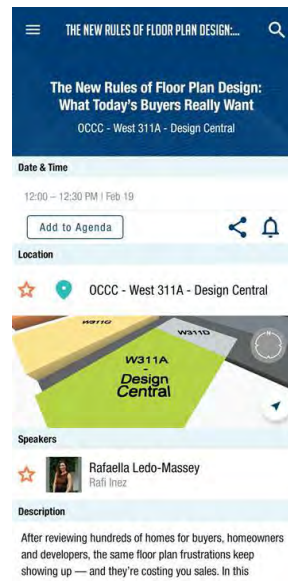 THE NEW RULES OF FLOOR PLAN DESIGN:...
The New Rules of Floor Plan Design:
What Today's Buyers Really Want
OCCC - West 311A - Design Central
Date & Time
12:00 – 12:30 PM | Feb 19
Add to Agenda
Location
OCCC - West 311A - Design Central
W311G
W311D
W311A
-
Design
Central
Speakers
Rafaella Ledo-Massey
Rafi Inez
Description
After reviewing hundreds of homes for buyers, homeowners
and developers, the same floor plan frustrations keep
showing up — and they're costing you sales. In this